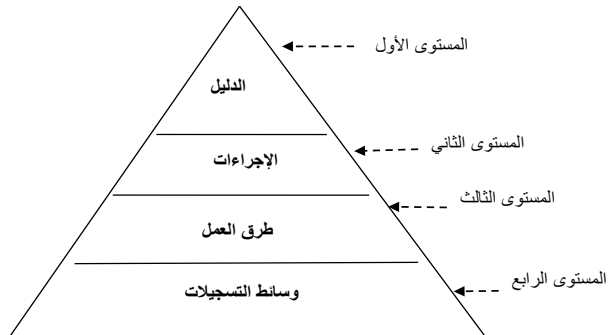 المستوى الأول
الدليل
المستوى الثاني
الإجراءات
المستوى الثالث
طرق العمل
المستوى الرابع
وسائط التسجيلات